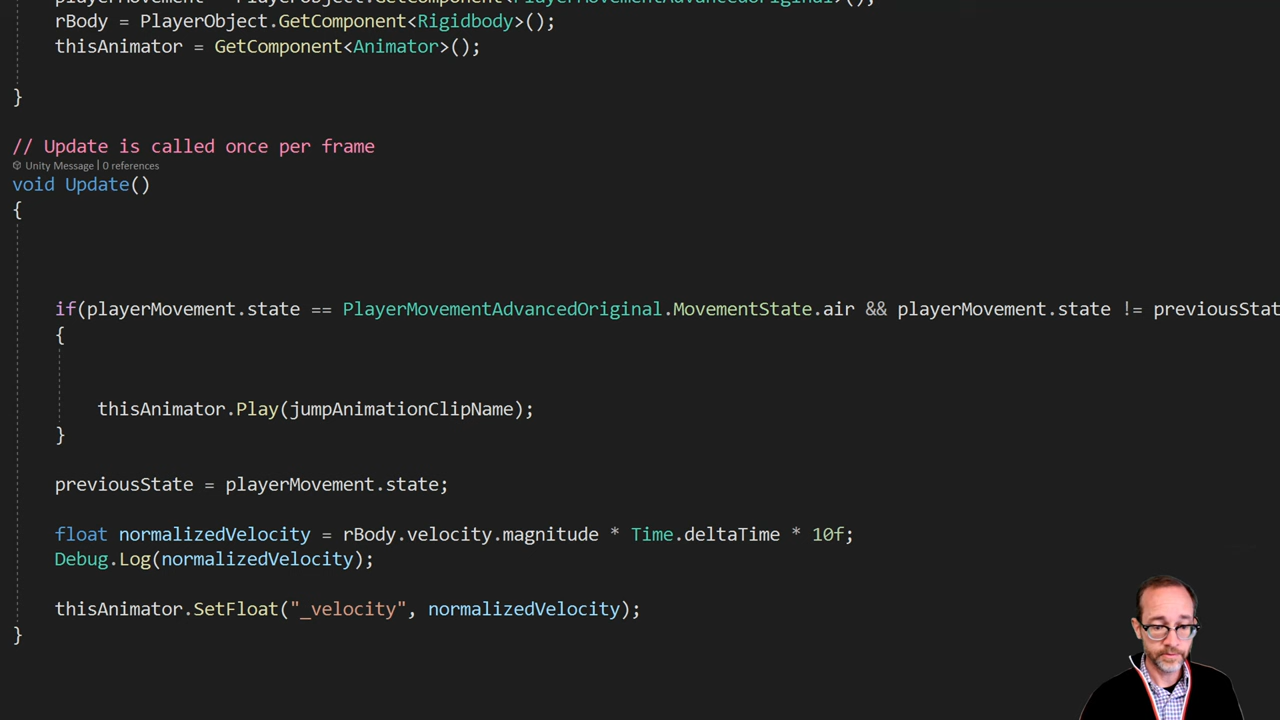 rBody = PlayerObject.GetComponent<Rigidbody>();
thisAnimator = GetComponent<Animator>();
}
// Update is called once per frame
Unity Message | 0 references
void Update()
{
if(playerMovement.state == PlayerMovementAdvancedOriginal.MovementState.air && playerMovement.state != previousStat
{
thisAnimator.Play(jumpAnimationClipName);
}
previousState = playerMovement.state;
float normalizedVelocity = rBody.velocity.magnitude * Time.deltaTime * 10f;
Debug.Log(normalizedVelocity);
thisAnimator.SetFloat("_velocity", normalizedVelocity);
}